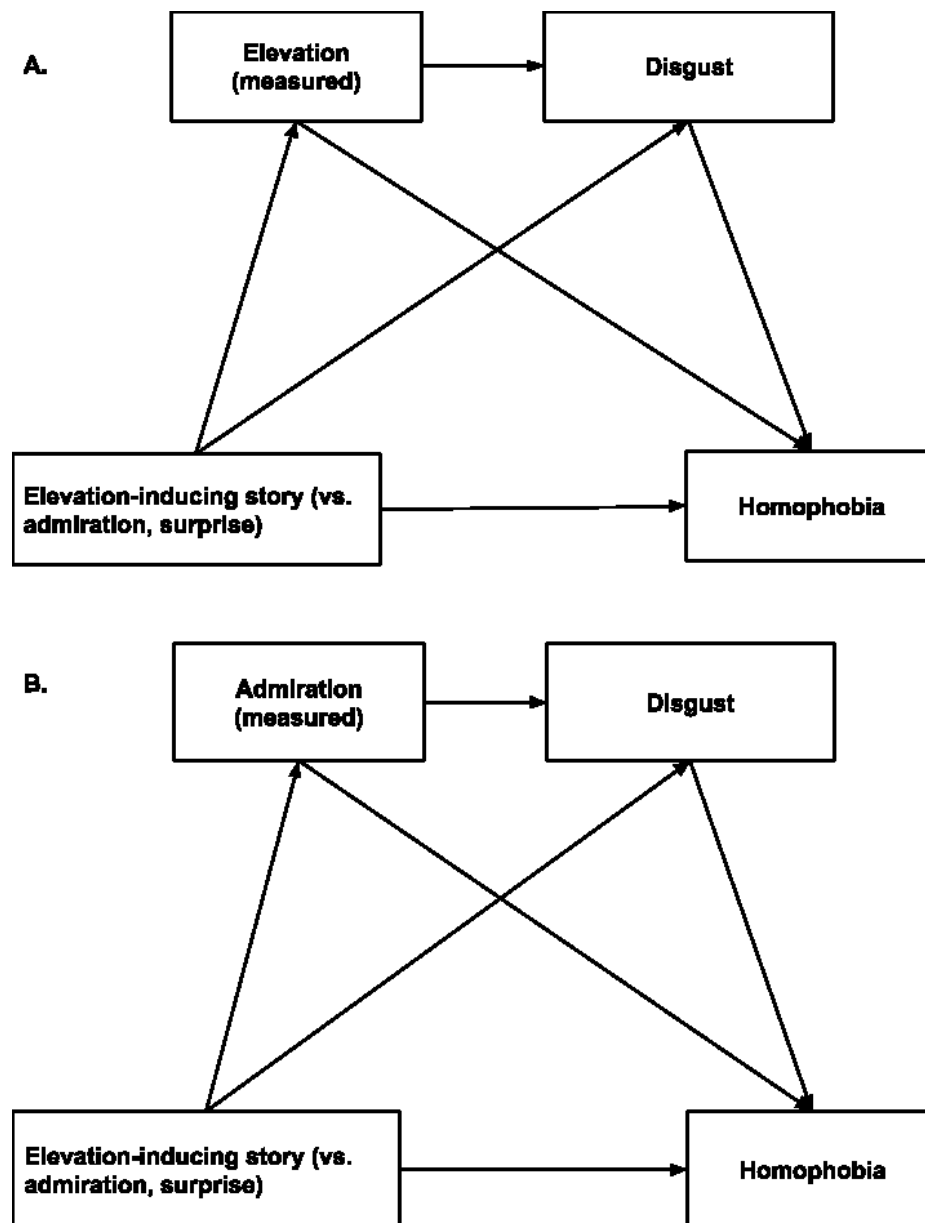 A.
Elevation
(measured)
Disgust
Elevation-inducing story (vs.
admiration, surprise)
Homophobia
B.
Admiration
(measured)
Disgust
Elevation-inducing story (vs.
admiration, surprise)
Homophobia